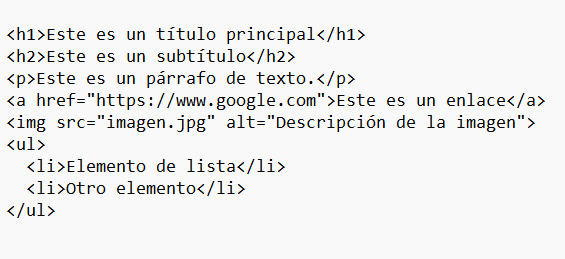 <h1>Este es un título principal</h1>
<h2>Este es un subtítulo</h2>
<p>Este es un párrafo de texto.</p>
<a href="https://www.google.com">Este es un enlace</a>
<img src="imagen.jpg" alt="Descripción de la imagen">
<ul>
  <li>Elemento de lista</li>
  <li>Otro elemento</li>
</ul>